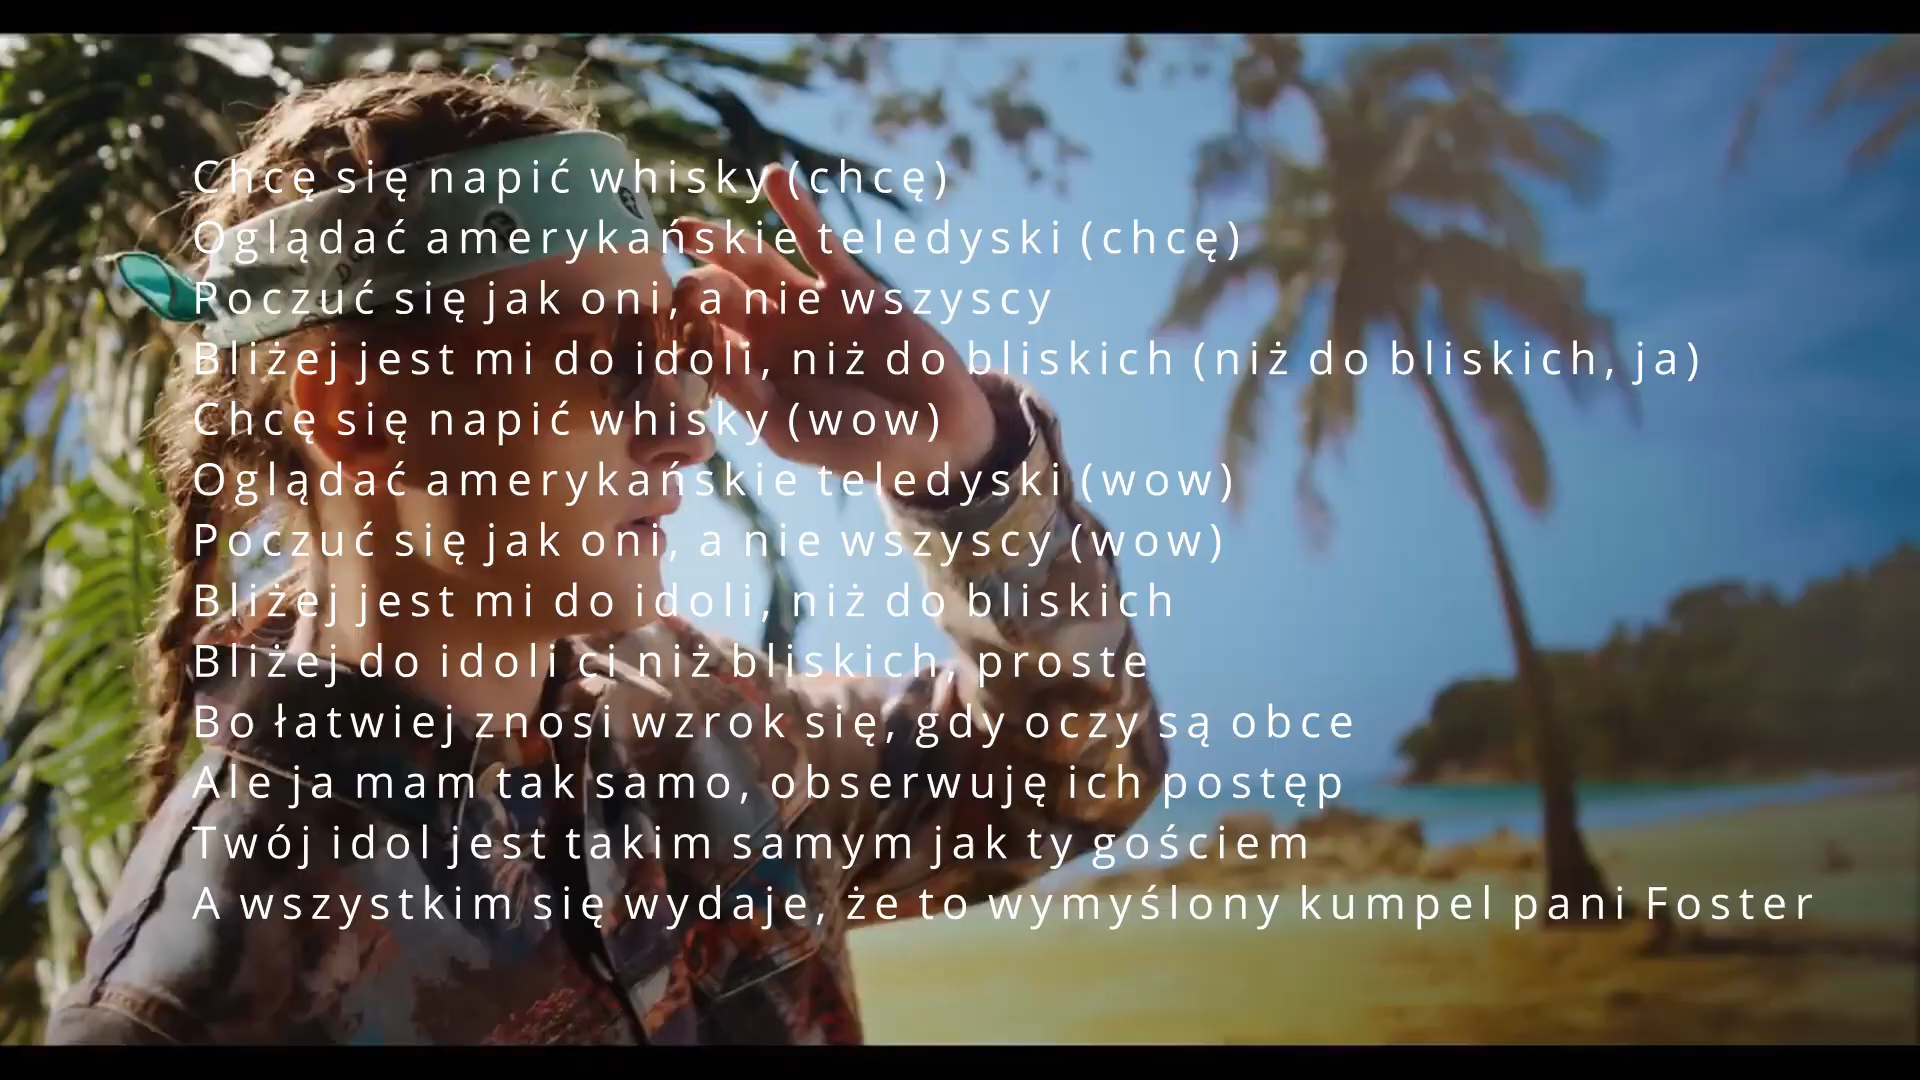 Chcę się napić whisky (chcę)
Oglądać amerykańskie teledyski (chcę)
Poczuć się jak oni, a nie wszyscy
Bliżej jest mi do idoli, niż do bliskich (niż do bliskich, ja)
Chcę się napić whisky (wow)
Oglądać amerykańskie teledyski (wow)
Poczuć się jak oni, a nie wszyscy (wow)
Bliżej jest mi do idoli, niż do bliskich
Bliżej do idoli ci niż bliskich, proste
Bo łatwiej znosi wzrok się, gdy oczy są obce
Ale ja mam tak samo, obserwuję ich postęp
Twój idol jest takim samym jak ty gościem
A wszystkim się wydaje, że to wymyślony kumpel pani Foster